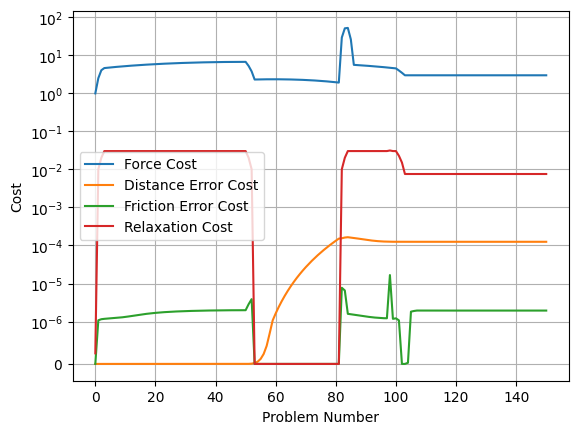 10²
10¹
10⁰
10⁻¹
10⁻²
10⁻³
10⁻⁴
10⁻⁵
10⁻⁶
0
Cost
Force Cost
Distance Error Cost
Friction Error Cost
Relaxation Cost
0 20 40 60 80 100 120 140
Problem Number